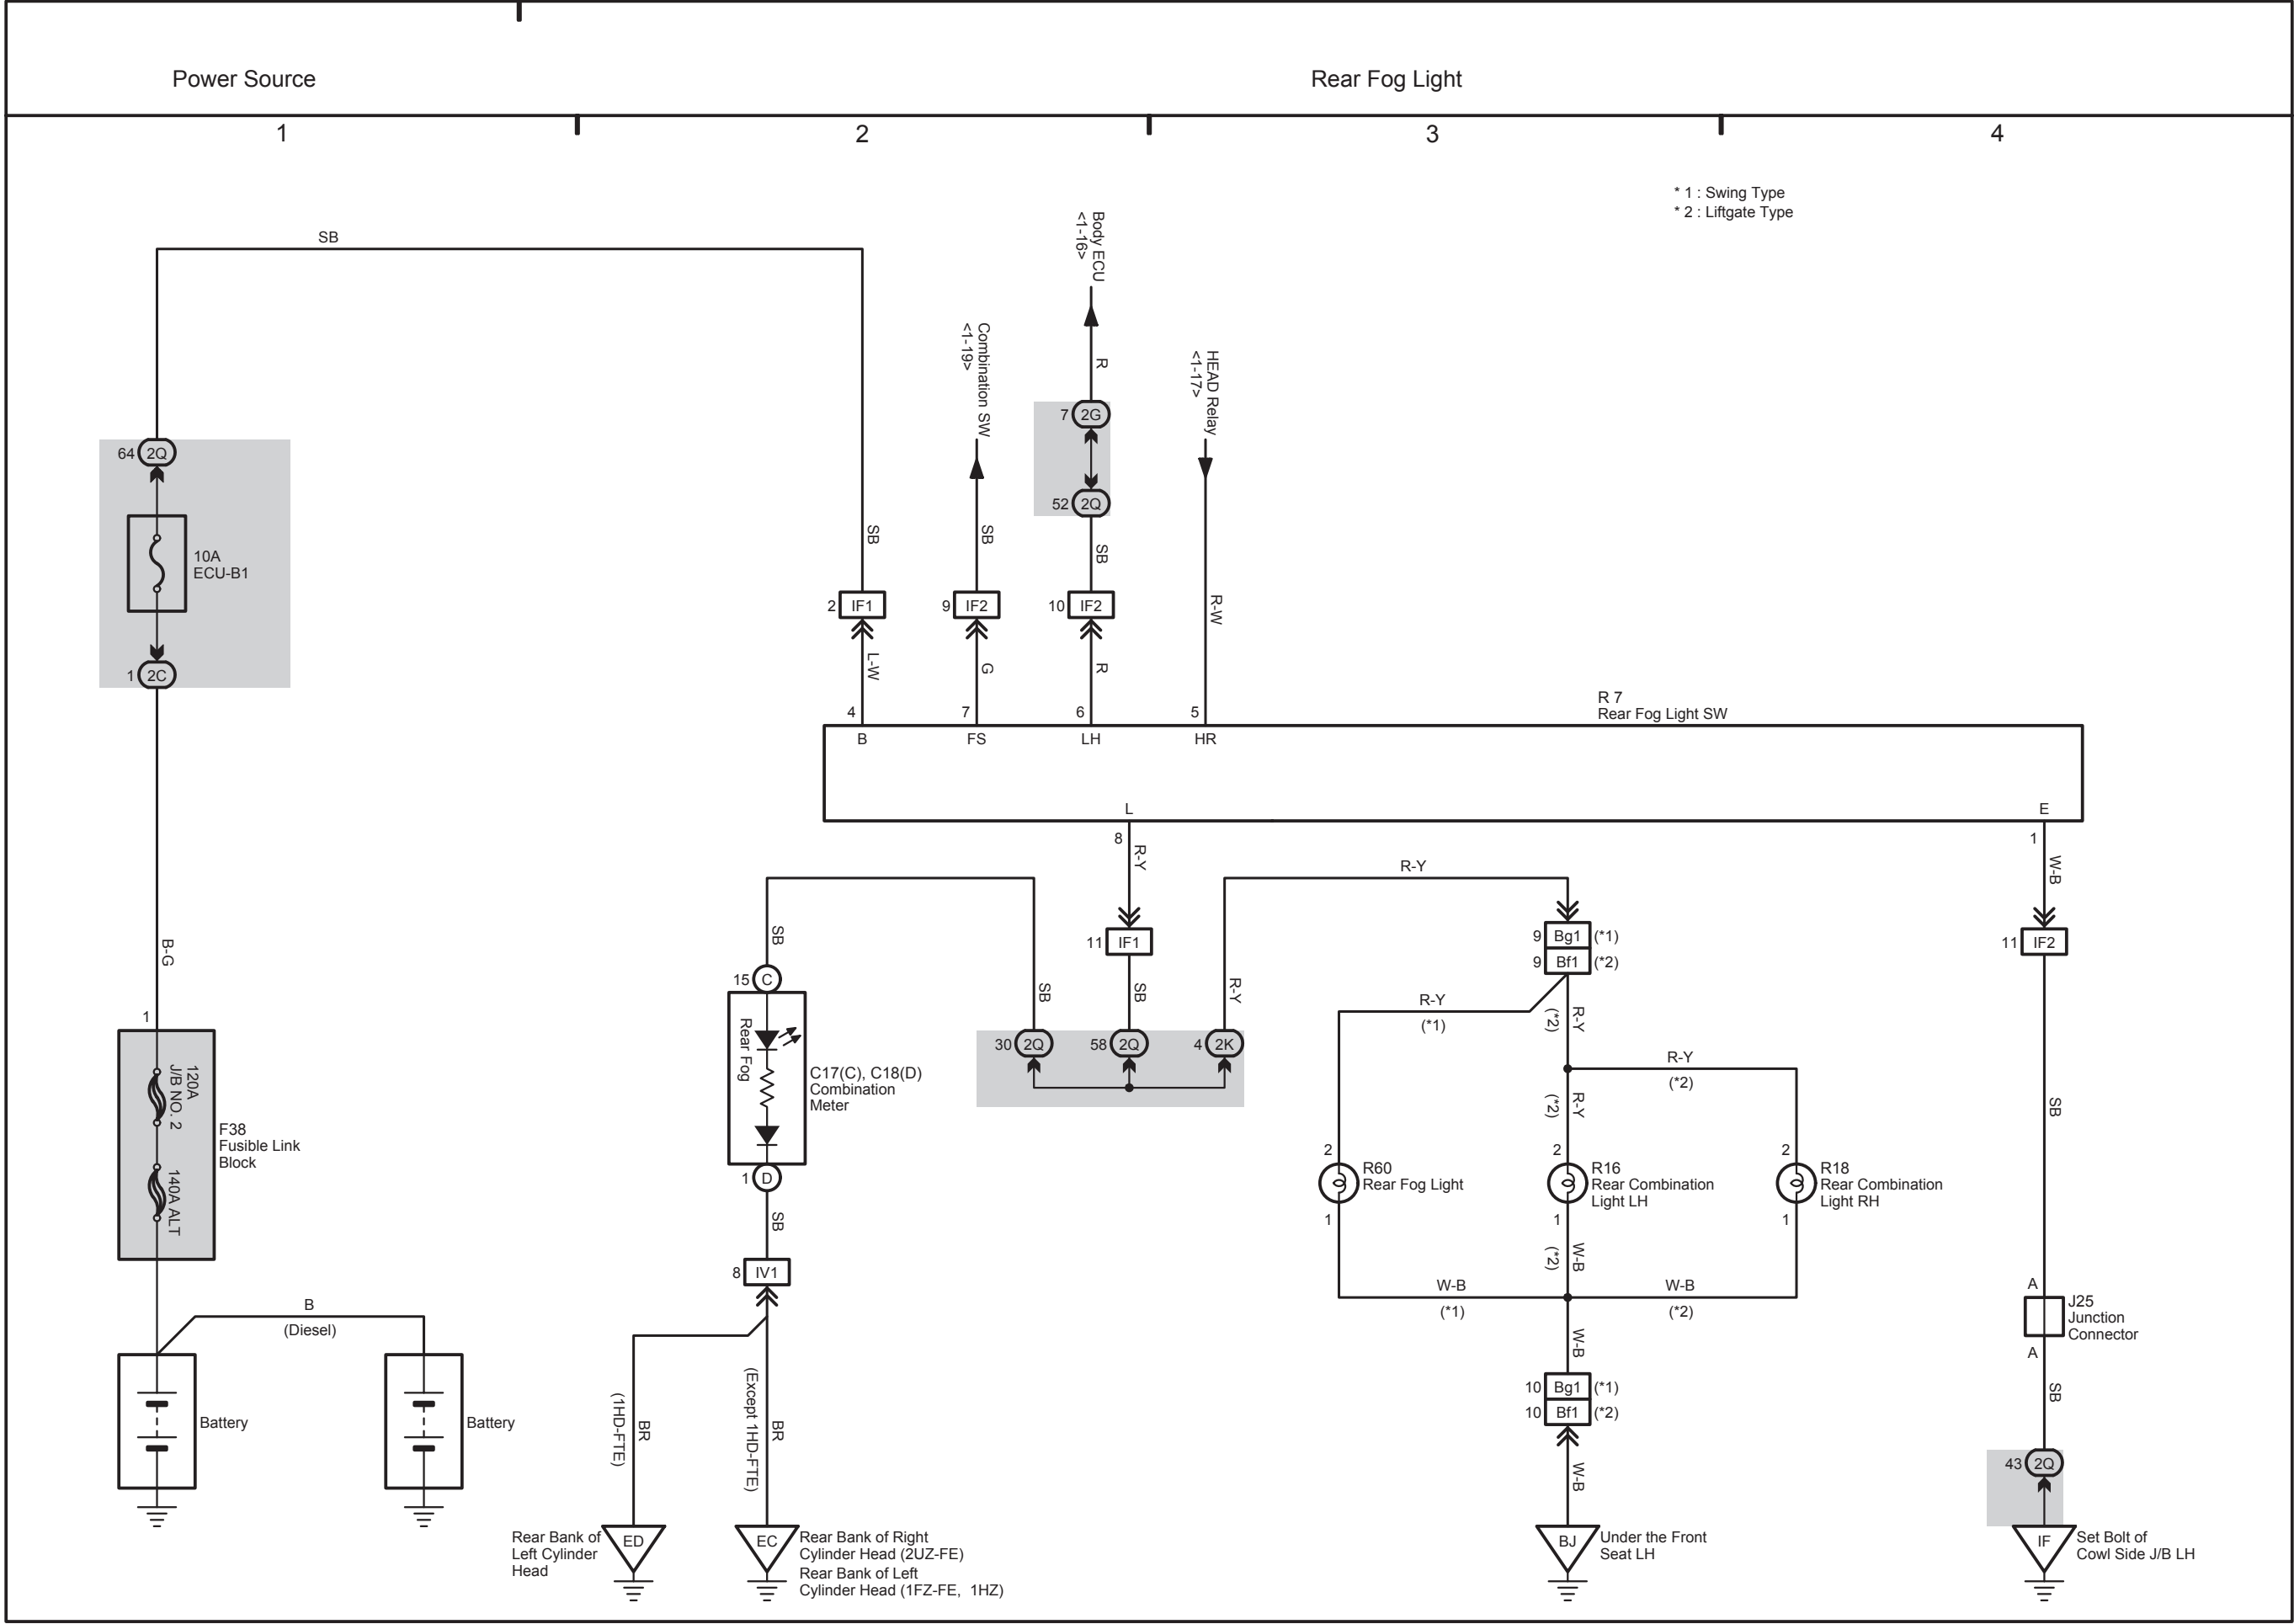 Power Source
Rear Fog Light
1
2
3
4
* 1 : Swing Type
* 2 : Liftgate Type
SB
64
2Q
10A
ECU-B1
1
2C
B-G
1
120A
J/B NO. 2
140A ALT
F38
Fusible Link
Block
B
(Diesel)
Battery
Battery
SB
2
IF1
L-W
4
B
Combination SW
<1-19>
SB
9
IF2
G
7
FS
Body ECU
<1-16>
R
7
2G
52
2Q
SB
10
IF2
R
6
LH
HEAD Relay
<1-17>
R-W
5
HR
R 7
Rear Fog Light SW
L
8
R-Y
11
IF1
SB
E
1
W-B
11
IF2
SB
A
J25
Junction
Connector
A
SB
43
2Q
IF
Set Bolt of
Cowl Side J/B LH
SB
15
C
Rear Fog
C17(C), C18(D)
Combination
Meter
1
D
SB
8
IV1
BR
(1HD-FTE)
BR
(Except 1HD-FTE)
Rear Bank of
Left Cylinder
Head
ED
EC
Rear Bank of Right
Cylinder Head (2UZ-FE)
Rear Bank of Left
Cylinder Head (1FZ-FE, 1HZ)
SB
30
2Q
58
2Q
4
2K
R-Y
R-Y
9
Bg1
(*1)
9
Bf1
(*2)
R-Y
(*1)
R-Y
(*2)
R-Y
(*2)
R-Y
(*2)
2
R60
Rear Fog Light
1
2
R16
Rear Combination
Light LH
1
2
R18
Rear Combination
Light RH
1
W-B
(*2)
W-B
(*1)
W-B
(*2)
W-B
10
Bg1
(*1)
10
Bf1
(*2)
W-B
BJ
Under the Front
Seat LH